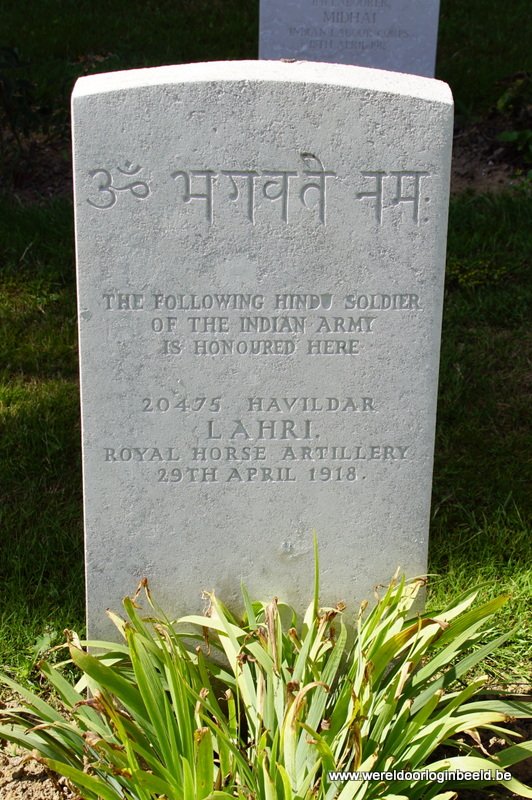 MIDHAI
INDIAN LABOUR CORPS
ॐ भगवते नमः
THE FOLLOWING HINDU SOLDIER
OF THE INDIAN ARMY
IS HONOURED HERE
20475 HAVILDAR
LAHRI.
ROYAL HORSE ARTILLERY
29TH APRIL 1918.
www.wereldoorloginbeeld.be